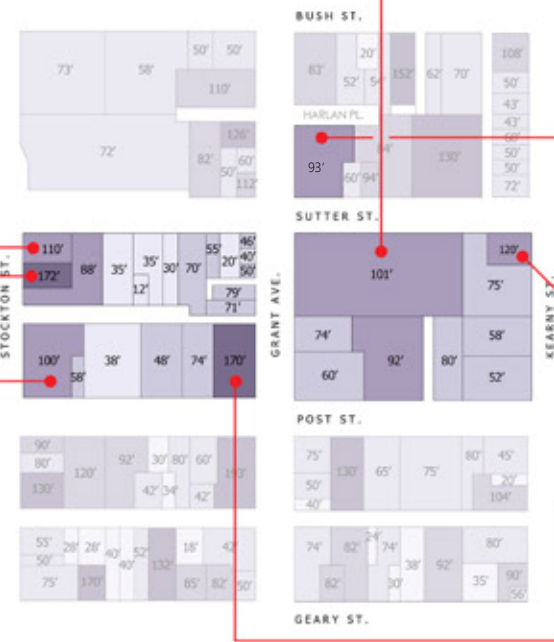 BUSH ST.
50' 50' 20' 108'
73' 58' 83' 152' 62' 70'
52' 50'
110'
43'
HARLAN PL.
43'
126'
72' 82' 60' 130' 50'
93' 50'
50' 60' 94'
112' 72'
SUTTER ST.
46'
110' 55' 120'
88' 35' 35' 30' 70' 20' 40'
172' 50' 101'
75'
12' 79'
71'
STOCKTON ST.
GRANT AVE.
KEARNY ST.
74' 58'
100' 38' 48' 74' 170' 92' 80'
58' 60' 52'
POST ST.
90' 92' 30' 80' 60' 75' 80' 45'
80' 120' 130' 65' 75'
130' 42' 34' 42' 50' 20'
40' 104'
55' 28' 28' 40' 52' 18' 42' 74' 82' 24' 74' 80'
50' 40' 132' 38' 92'
75' 170' 85' 82' 50' 82' 30' 35' 90'
56'
GEARY ST.